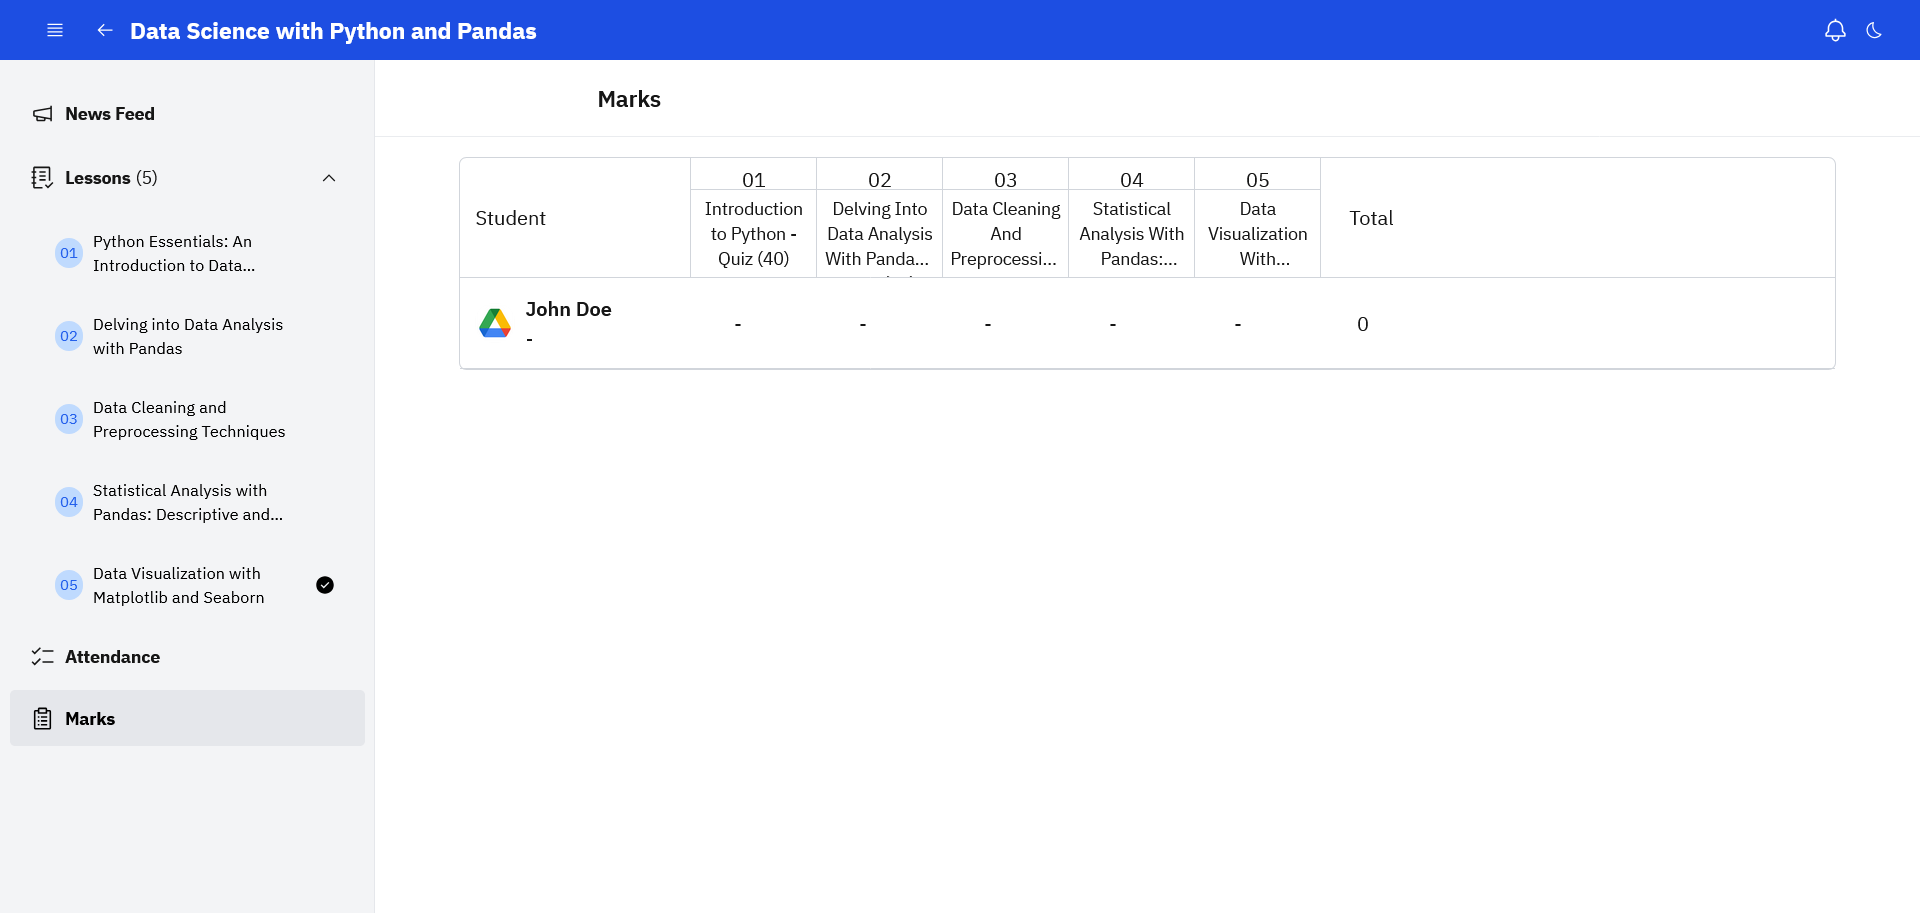 Data Science with Python and Pandas
News Feed
Lessons (5)
01
Python Essentials: An
Introduction to Data...
02
Delving into Data Analysis
with Pandas
03
Data Cleaning and
Preprocessing Techniques
04
Statistical Analysis with
Pandas: Descriptive and...
05
Data Visualization with
Matplotlib and Seaborn
Attendance
Marks
Marks
Student
01
Introduction
to Python -
Quiz (40)
02
Delving Into
Data Analysis
With Panda...
03
Data Cleaning
And
Preprocessi...
04
Statistical
Analysis With
Pandas:...
05
Data
Visualization
With...
Total
John Doe
-
- - - - - 0